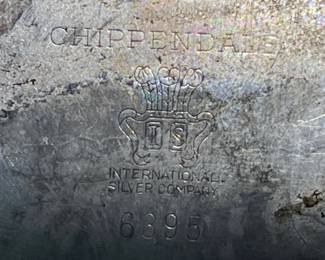 CHIPPENDALE
IS
INTERNATIONAL
SILVER COMPANY
6395